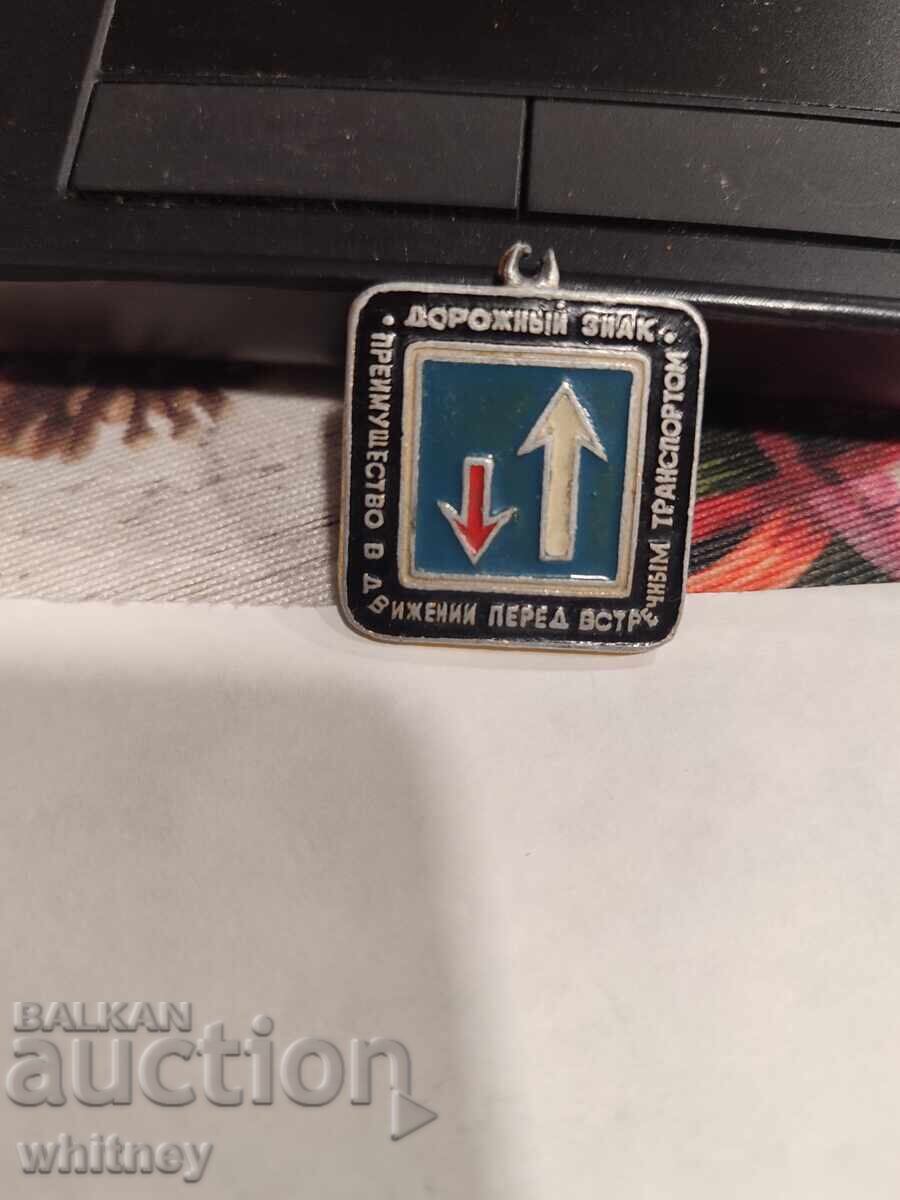 • ДОРОЖНЫЙ ЗНАК •
ПРЕИМУЩЕСТВО В ДВИЖЕНИИ ПЕРЕД ВСТРЕЧНЫМ ТРАНСПОРТОМ
BALKAN
auction
whitney